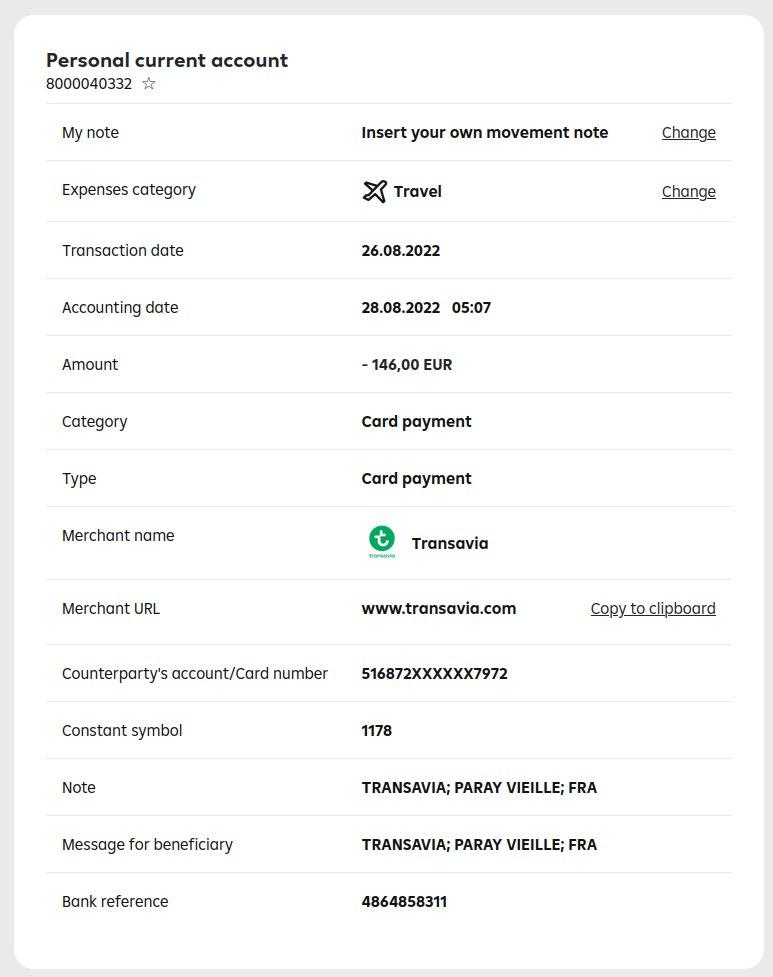 Personal current account
8000040332
My note Insert your own movement note Change
Expenses category Travel Change
Transaction date 26.08.2022
Accounting date 28.08.2022 05:07
Amount - 146,00 EUR
Category Card payment
Type Card payment
Merchant name transavia Transavia
Merchant URL www.transavia.com Copy to clipboard
Counterparty's account/Card number 516872XXXXXX7972
Constant symbol 1178
Note TRANSAVIA; PARAY VIEILLE; FRA
Message for beneficiary TRANSAVIA; PARAY VIEILLE; FRA
Bank reference 4864858311